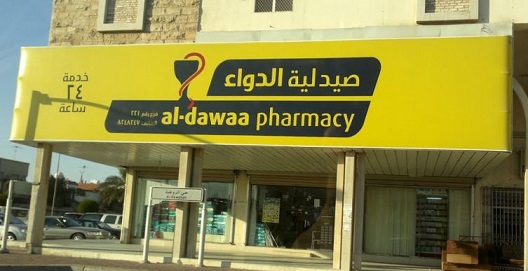 صيدلية الدواء
al-dawaa pharmacy
خدمة
٢٤
ساعة